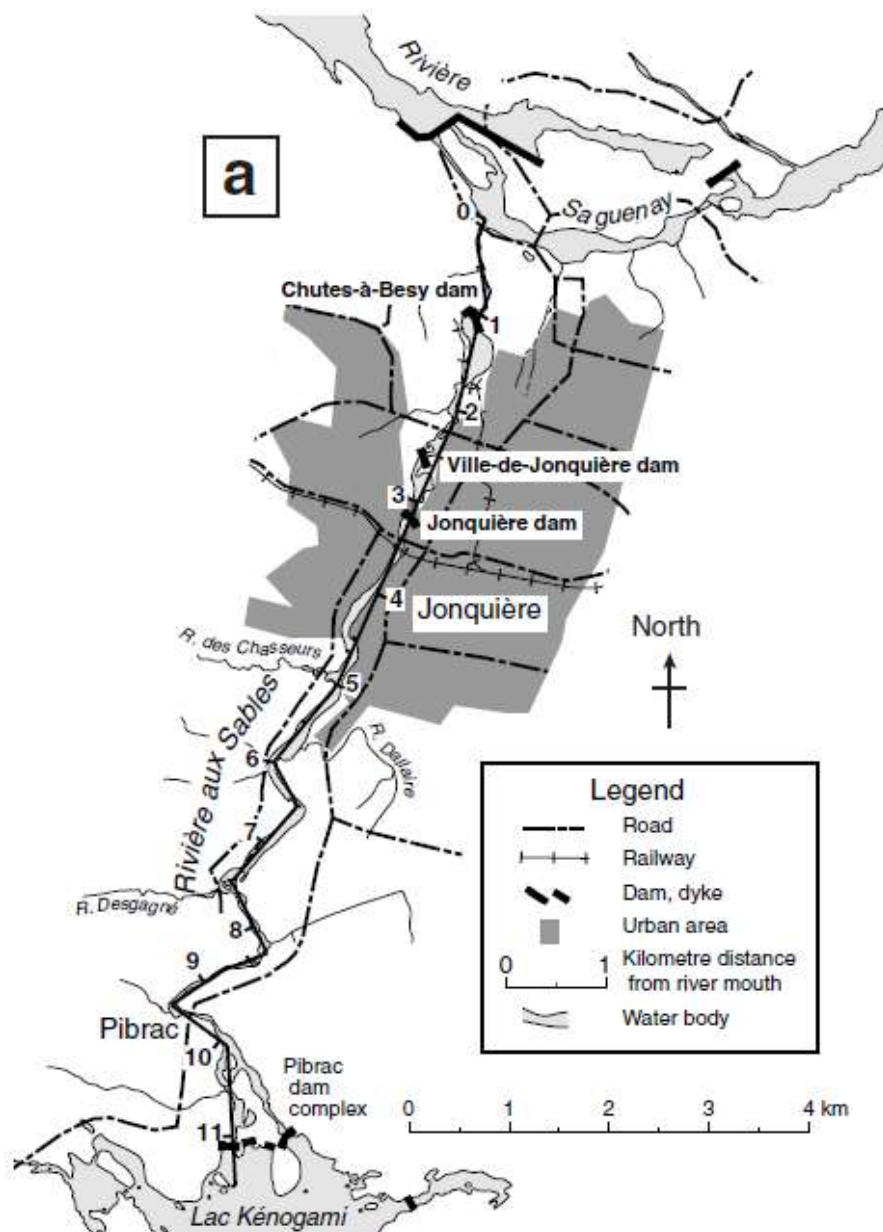 Rivière
a
Saguenay
0
Chutes-à-Besy dam
1
2
Ville-de-Jonquière dam
3
Jonquière dam
4
Jonquière
R. des Chasseurs
North
5
Rivière aux Sables
6
R. Dallaire
7
R. Desgagné
8
9
Pibrac
10
Pibrac
dam
complex
11
Lac Kénogami
Legend
Road
Railway
Dam, dyke
Urban area
0 1
Kilometre distance
from river mouth
Water body
0 1 2 3 4 km